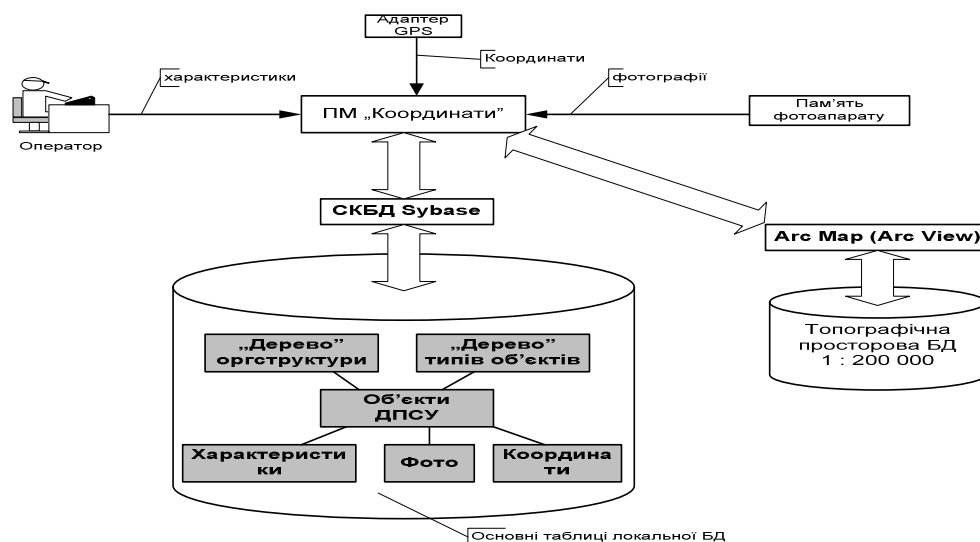 Адаптер
GPS
Координати
характеристики
фотографії
ПМ „Координати”
Пам’ять
фотоапарату
Оператор
СКБД Sybase
Arc Map (Arc View)
Топографічна
просторова БД
1 : 200 000
„Дерево”
оргструктури
„Дерево”
типів об’єктів
Об’єкти
ДПСУ
Характеристи
ки
Фото
Координа
ти
Основні таблиці локальної БД